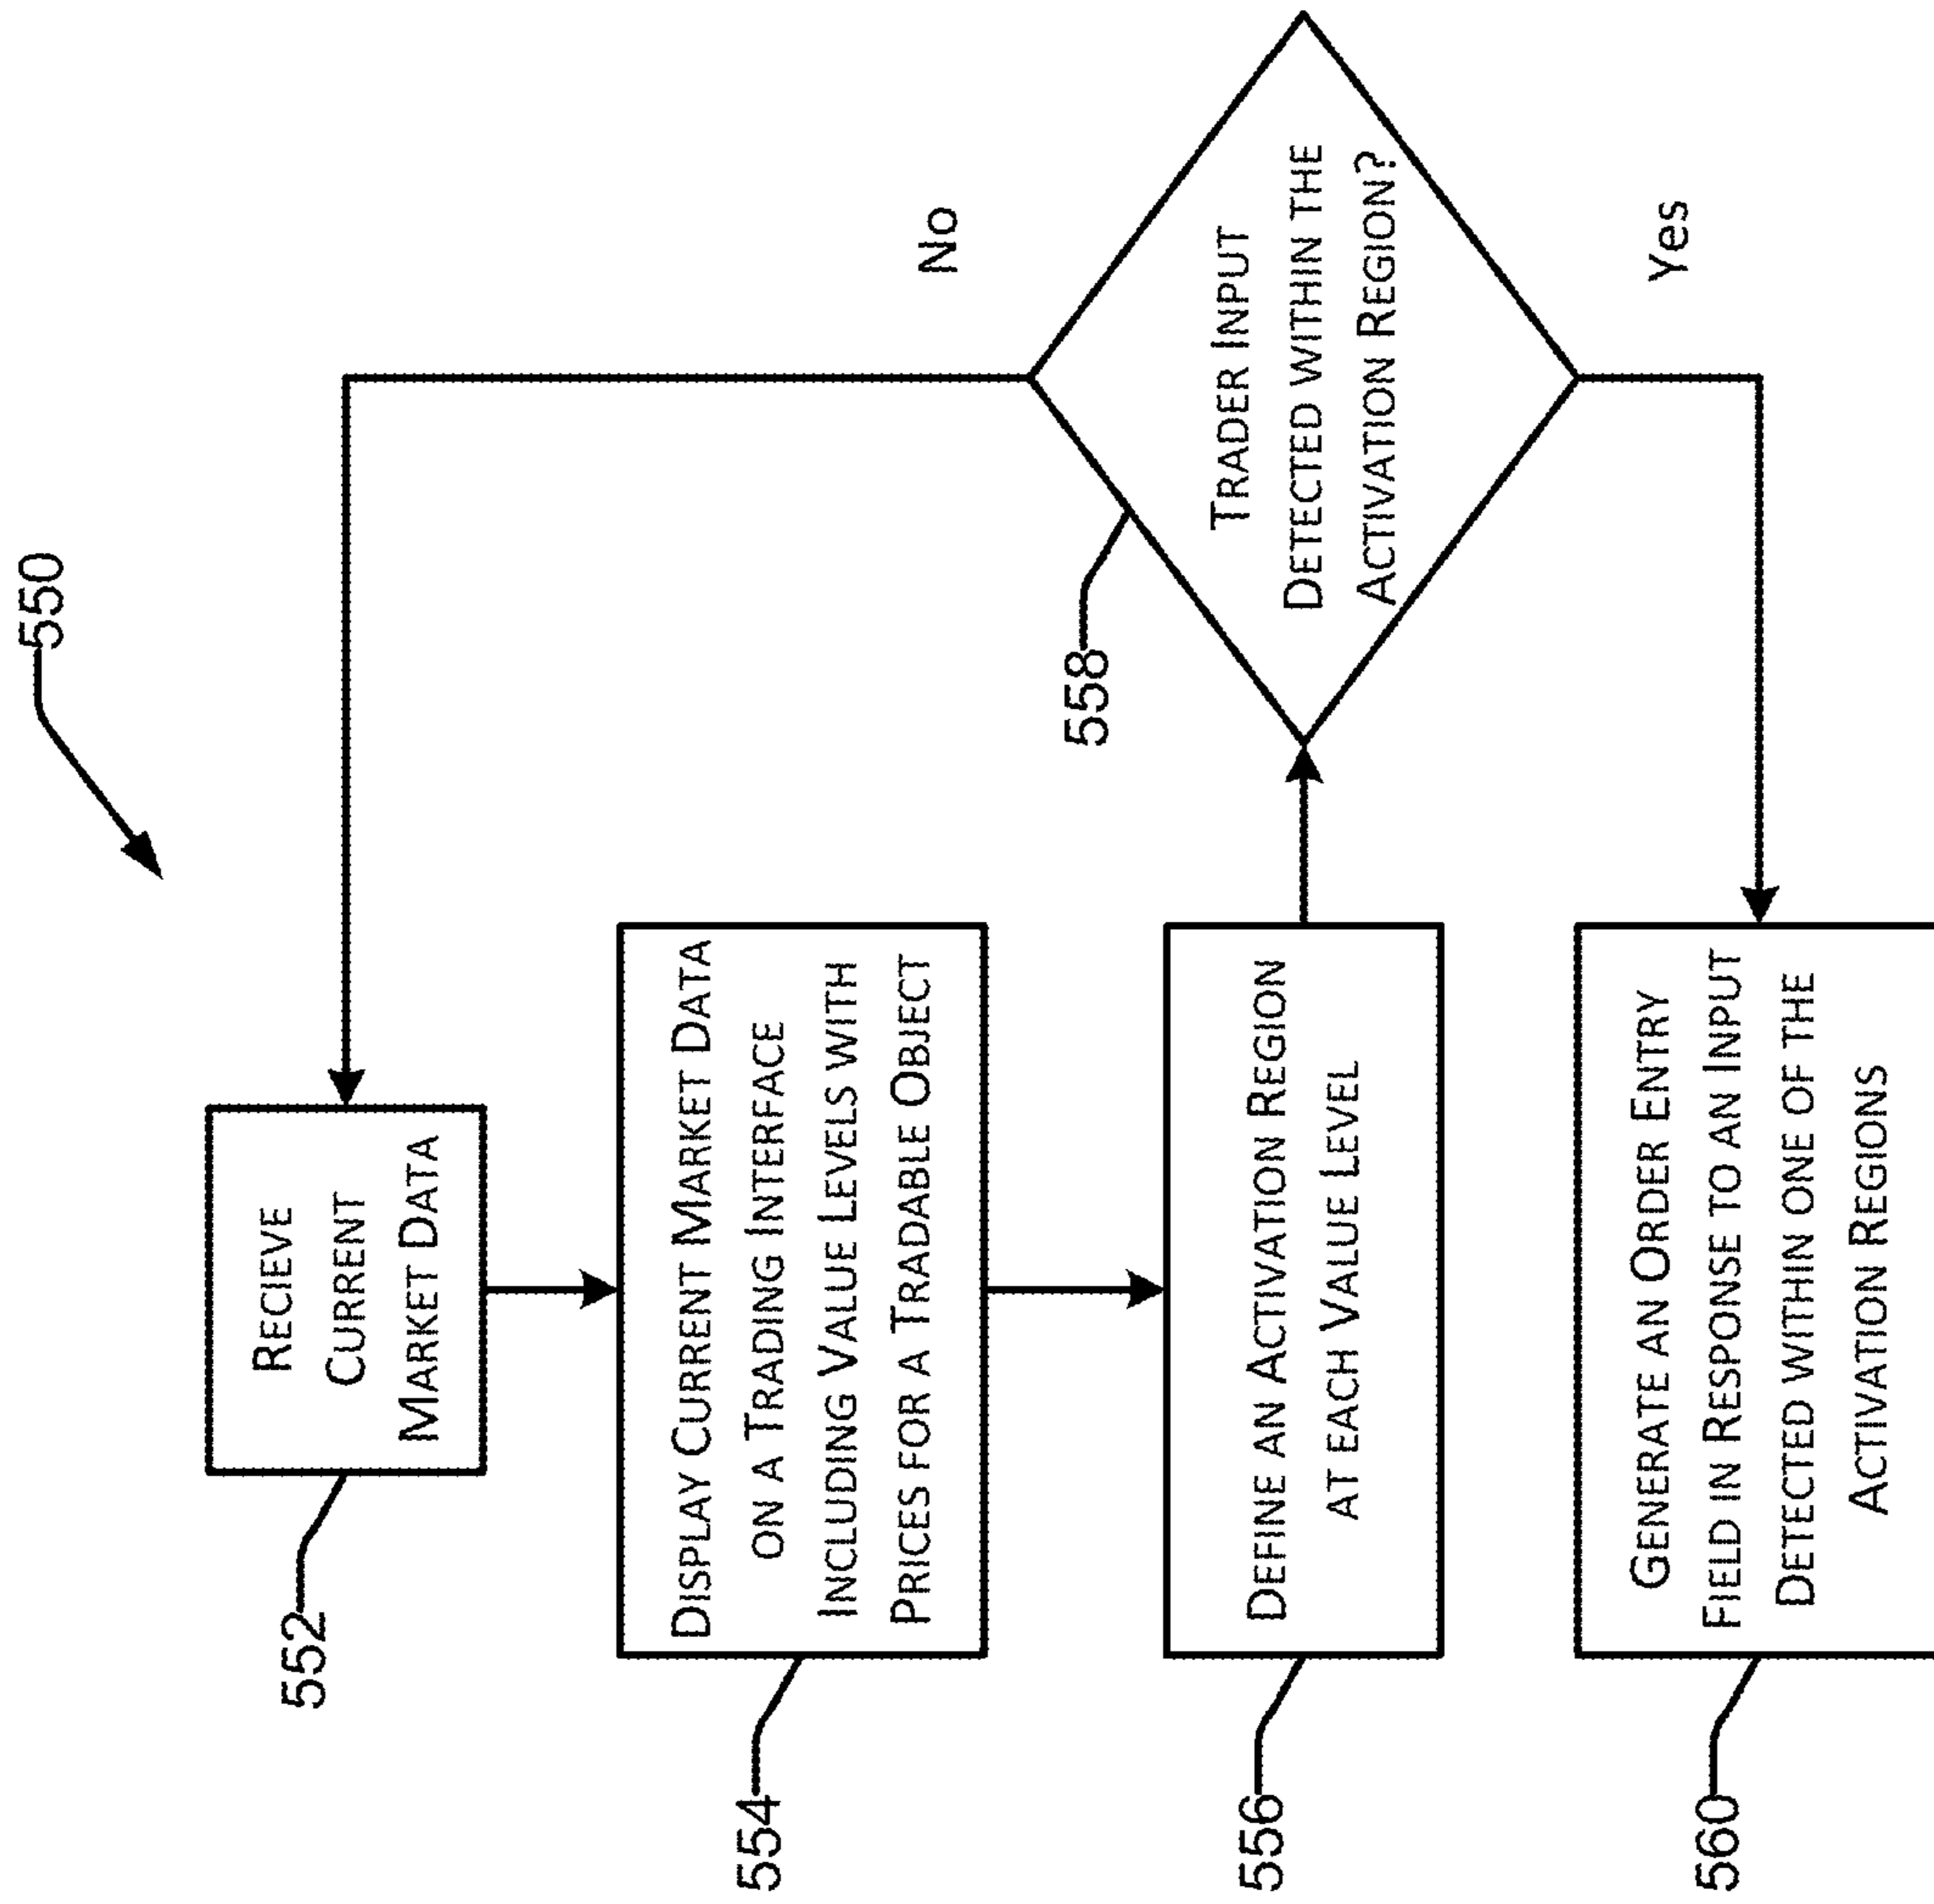 550
552
RECIEVE
CURRENT
MARKET DATA
554
DISPLAY CURRENT MARKET DATA
ON A TRADING INTERFACE
INCLUDING VALUE LEVELS WITH
PRICES FOR A TRADABLE OBJECT
556
DEFINE AN ACTIVATION REGION
AT EACH VALUE LEVEL
558
TRADER INPUT
DETECTED WITHIN THE
ACTIVATION REGION?
No
Yes
560
GENERATE AN ORDER ENTRY
FIELD IN RESPONSE TO AN INPUT
DETECTED WITHIN ONE OF THE
ACTIVATION REGIONS